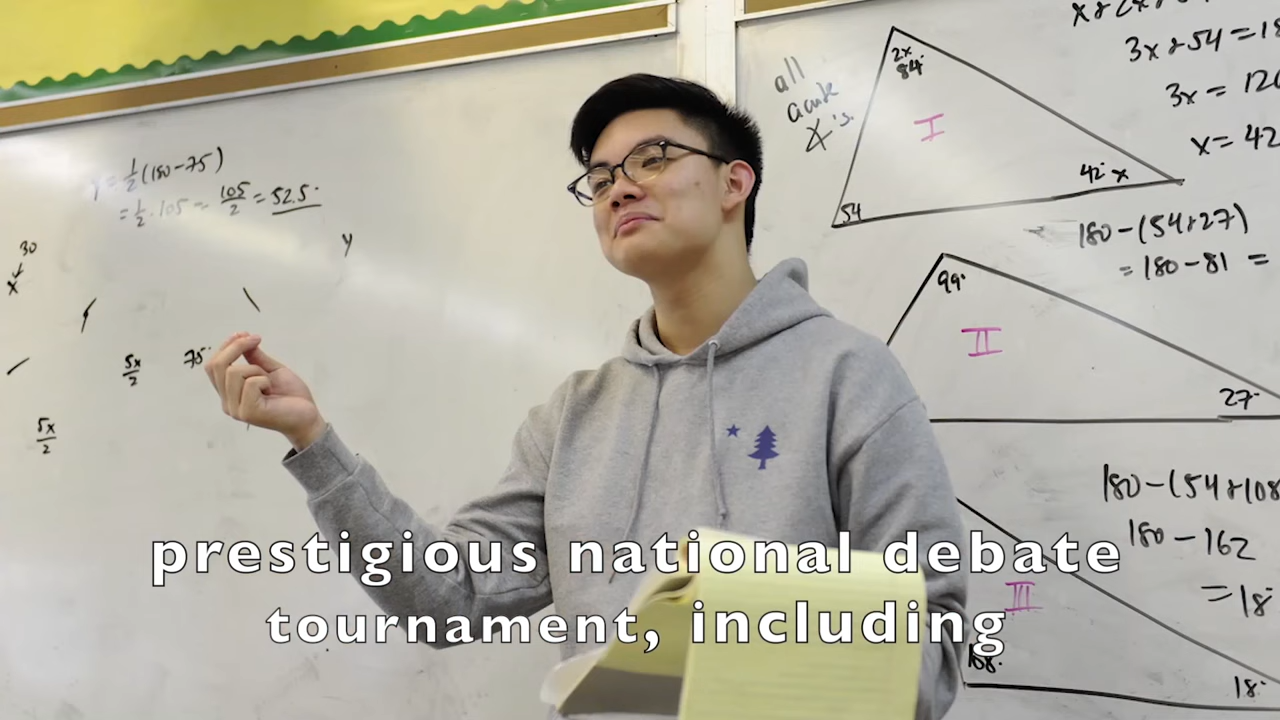 y = 1/2 (180-75)
= 1/2 · 105 = 105/2 = 52.5°
30
x
y
5x/2
75°
5x/2
all
acute
∡'s.
2x
84°
I
42° x
54
3x + 54 = 18
3x = 126
x = 42
180-(54+27)
= 180-81 =
99°
II
27°
180-(54+108
180-162
= 18°
III
108°
18°
prestigious national debate
tournament, including